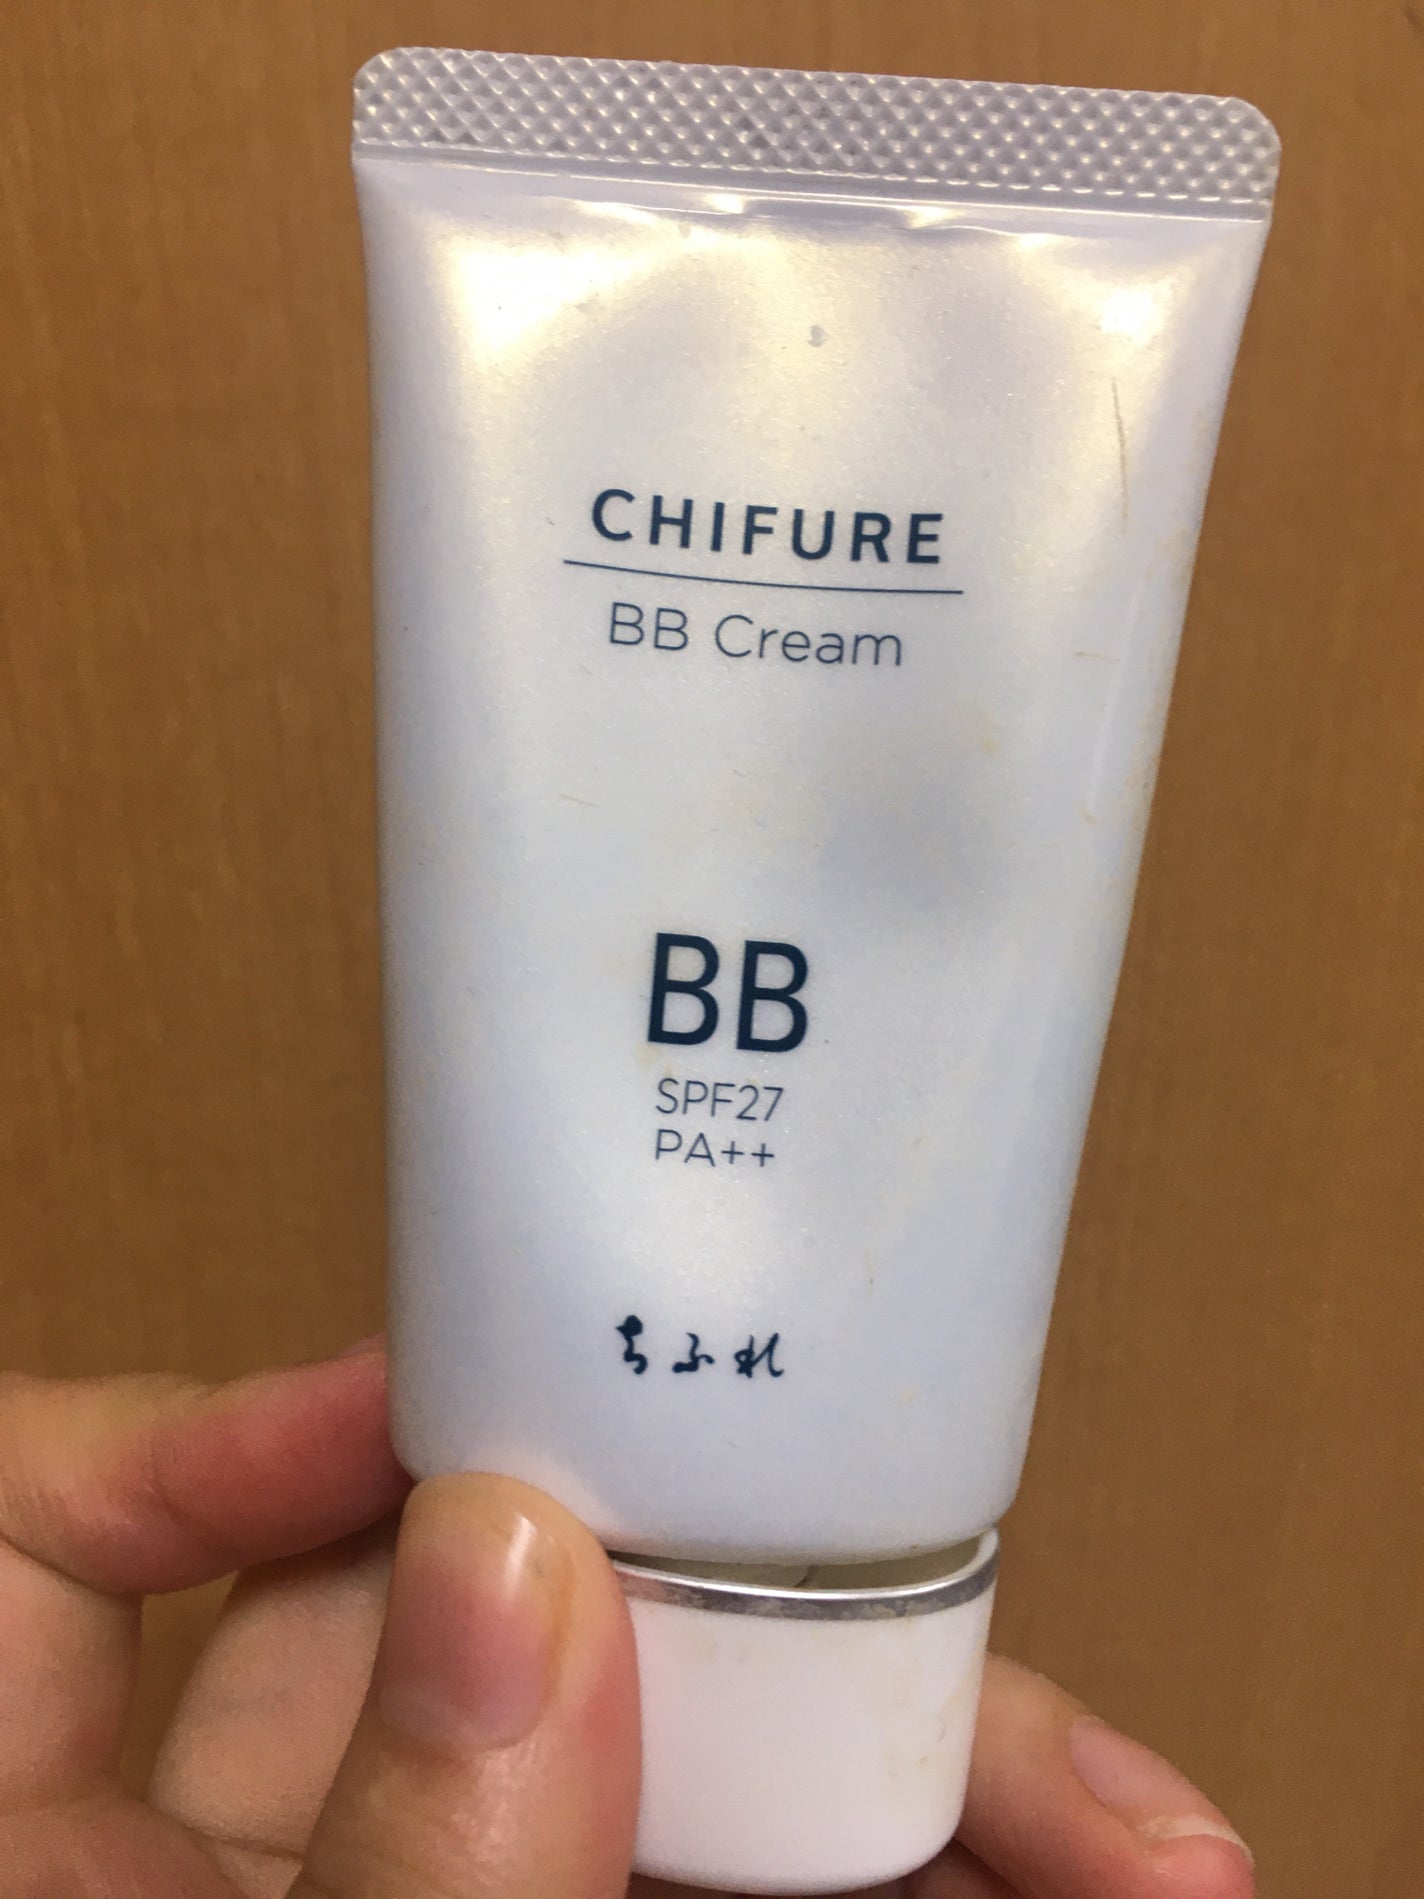 CHIFURE
BB Cream
BB
SPF27
PA++
ちふれ